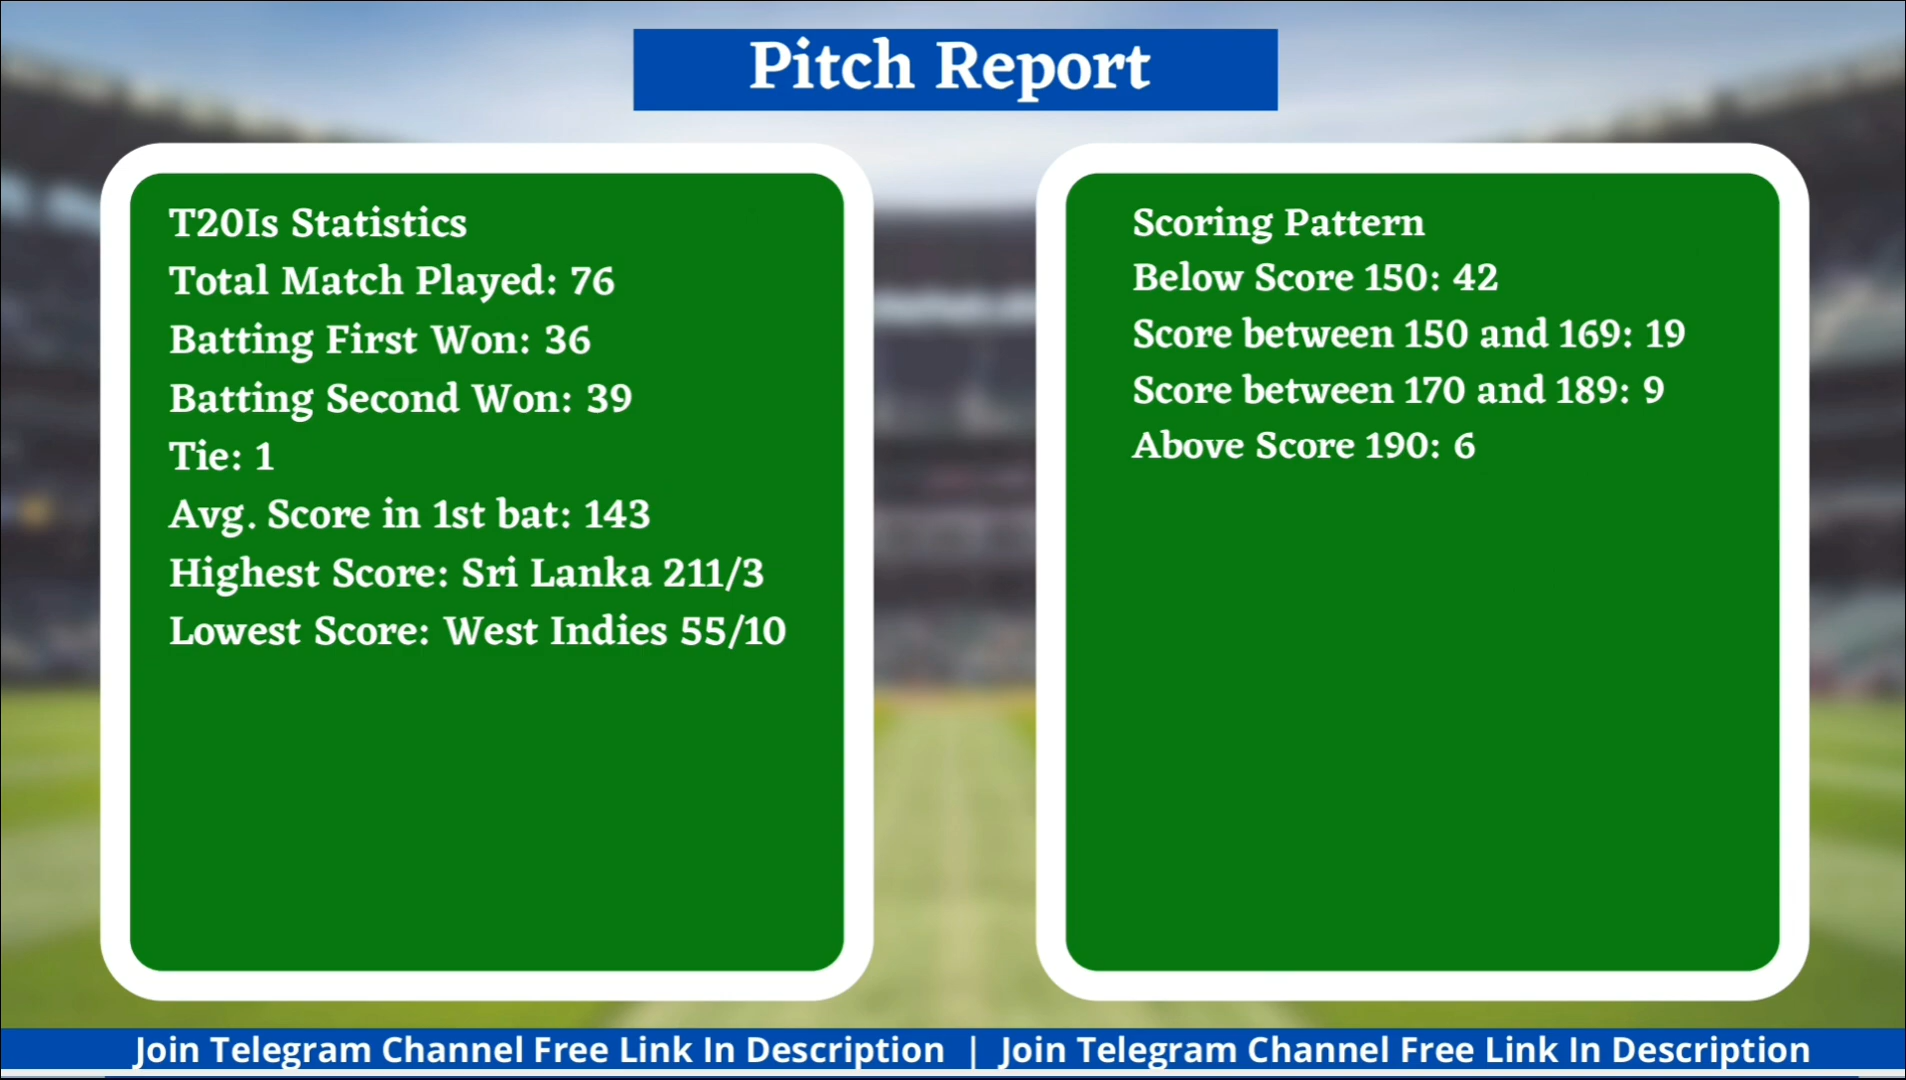 Pitch Report
T20Is Statistics
Total Match Played: 76
Batting First Won: 36
Batting Second Won: 39
Tie: 1
Avg. Score in 1st bat: 143
Highest Score: Sri Lanka 211/3
Lowest Score: West Indies 55/10
Scoring Pattern
Below Score 150: 42
Score between 150 and 169: 19
Score between 170 and 189: 9
Above Score 190: 6
Join Telegram Channel Free Link In Description | Join Telegram Channel Free Link In Description